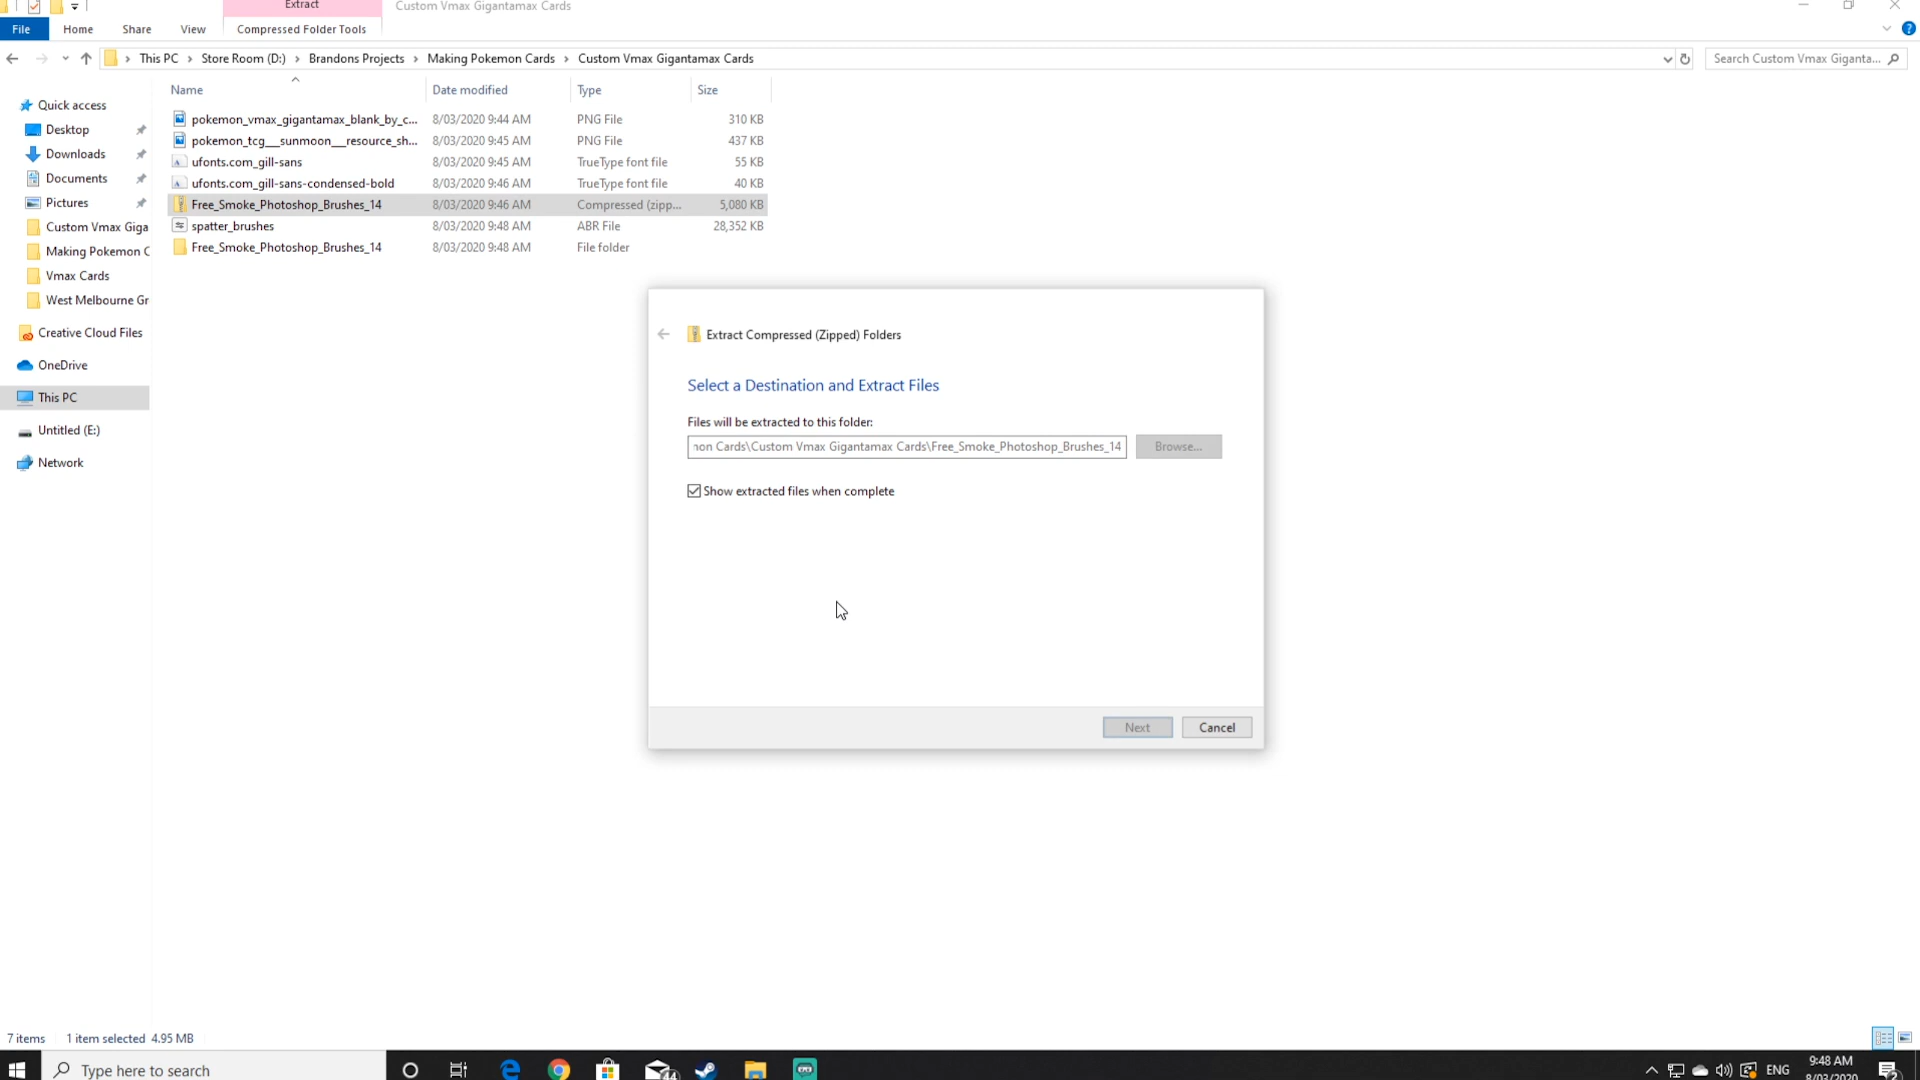 Extract
Custom Vmax Gigantamax Cards
File
Home
Share
View
Compressed Folder Tools
This PC > Store Room (D:) > Brandons Projects > Making Pokemon Cards > Custom Vmax Gigantamax Cards
Search Custom Vmax Giganta...
Name
Date modified
Type
Size
pokemon_vmax_gigantamax_blank_by_c... 8/03/2020 9:44 AM PNG File 310 KB
pokemon_tcg__sunmoon__resource_sh... 8/03/2020 9:45 AM PNG File 437 KB
ufonts.com_gill-sans 8/03/2020 9:45 AM TrueType font file 55 KB
ufonts.com_gill-sans-condensed-bold 8/03/2020 9:46 AM TrueType font file 40 KB
Free_Smoke_Photoshop_Brushes_14 8/03/2020 9:46 AM Compressed (zipp... 5,080 KB
spatter_brushes 8/03/2020 9:48 AM ABR File 28,352 KB
Free_Smoke_Photoshop_Brushes_14 8/03/2020 9:48 AM File folder
Quick access
Desktop
Downloads
Documents
Pictures
Custom Vmax Giga
Making Pokemon C
Vmax Cards
West Melbourne Gr
Creative Cloud Files
OneDrive
This PC
Untitled (E:)
Network
Extract Compressed (Zipped) Folders
Select a Destination and Extract Files
Files will be extracted to this folder:
non Cards\Custom Vmax Gigantamax Cards\Free_Smoke_Photoshop_Brushes_14
Browse...
Show extracted files when complete
Next
Cancel
7 items
1 item selected 4.95 MB
Type here to search
44
ENG
9:48 AM
8/03/2020
2